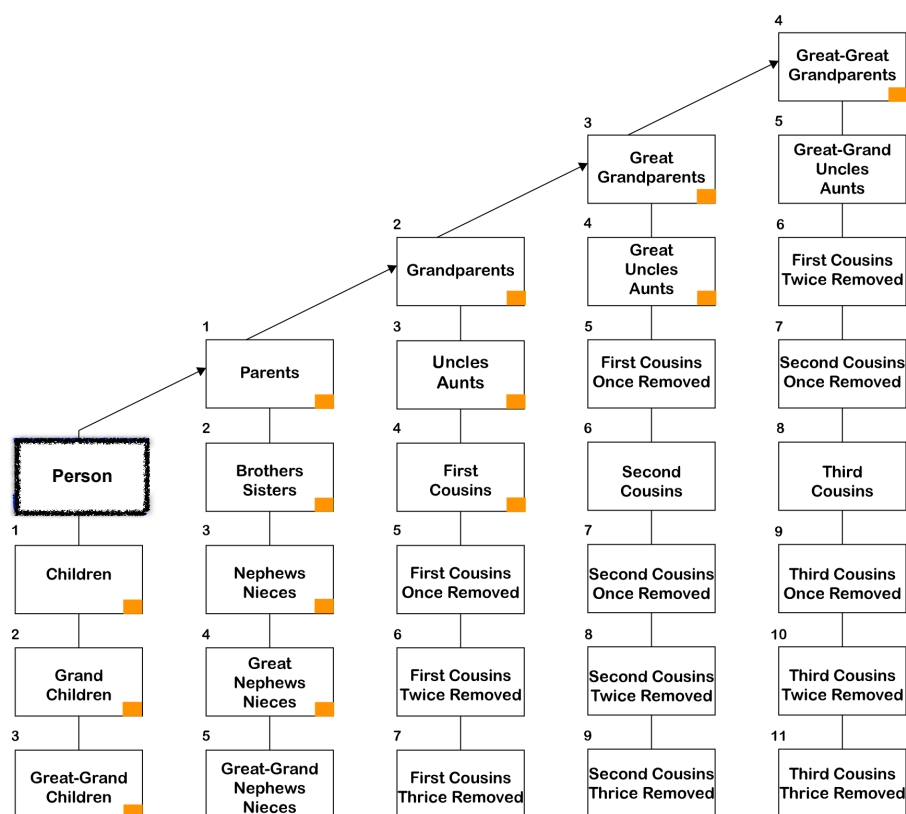 4
Great-Great
Grandparents
3
Great
Grandparents
5
Great-Grand
Uncles
Aunts
2
Grandparents
4
Great
Uncles
Aunts
6
First Cousins
Twice Removed
1
Parents
3
Uncles
Aunts
5
First Cousins
Once Removed
7
Second Cousins
Once Removed
Person
2
Brothers
Sisters
4
First
Cousins
6
Second
Cousins
8
Third
Cousins
1
Children
3
Nephews
Nieces
5
First Cousins
Once Removed
7
Second Cousins
Once Removed
9
Third Cousins
Once Removed
2
Grand
Children
4
Great
Nephews
Nieces
6
First Cousins
Twice Removed
8
Second Cousins
Twice Removed
10
Third Cousins
Twice Removed
3
Great-Grand
Children
5
Great-Grand
Nephews
Nieces
7
First Cousins
Thrice Removed
9
Second Cousins
Thrice Removed
11
Third Cousins
Thrice Removed